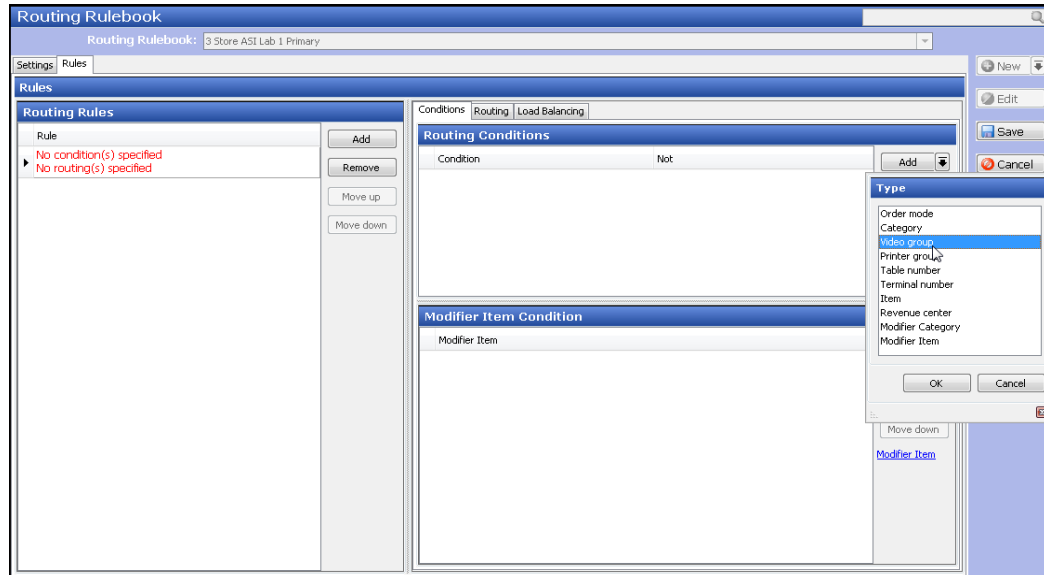 Routing Rulebook
Routing Rulebook: 3 Store ASI Lab 1 Primary
Settings Rules
New
Rules
Edit
Routing Rules
Conditions Routing Load Balancing
Rule
Add
Routing Conditions
Save
No condition(s) specified
No routing(s) specified
Remove
Condition Not
Add
Cancel
Move up
Type
Move down
Order mode
Category
Video group
Printer group
Table number
Terminal number
Item
Revenue center
Modifier Category
Modifier Item
Modifier Item Condition
Modifier Item
OK Cancel
Move down
Modifier Item